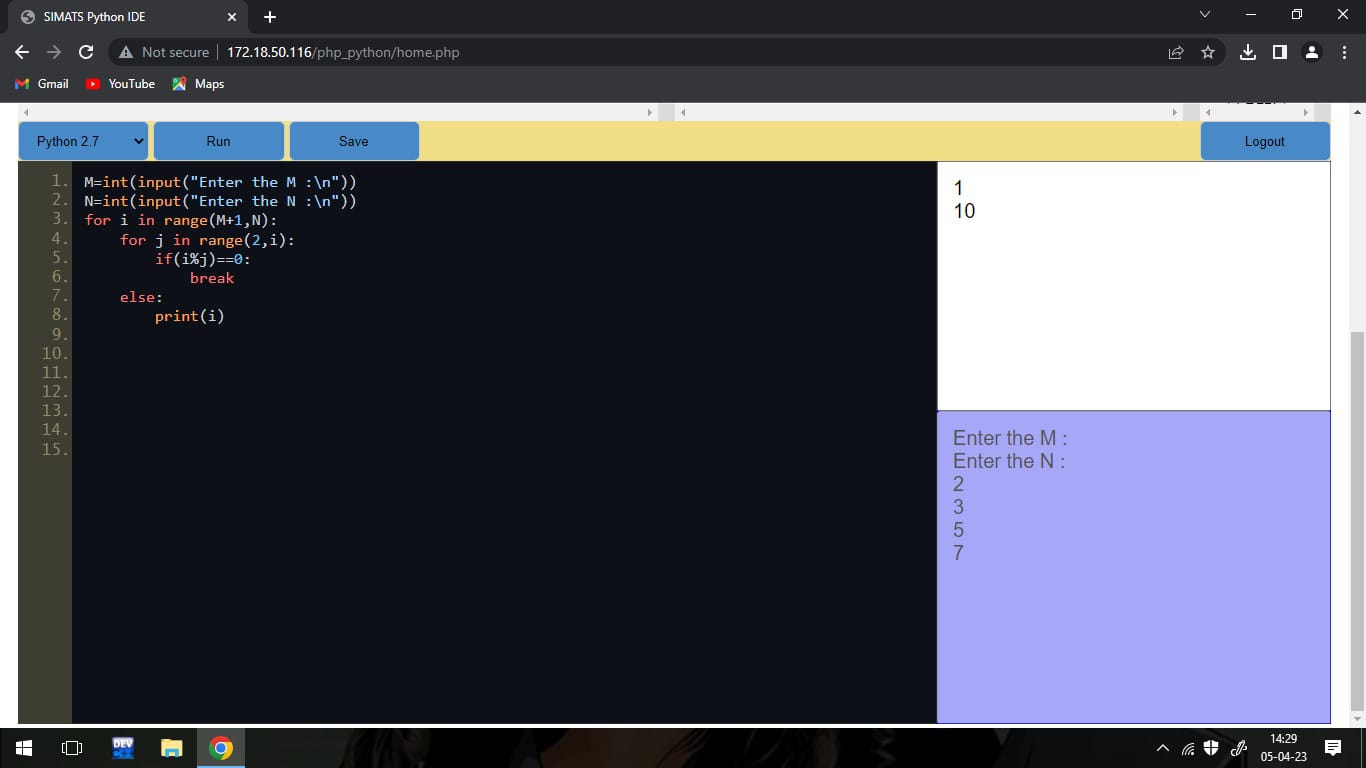 SIMATS Python IDE
Not secure 172.18.50.116/php_python/home.php
Gmail YouTube Maps
Python 2.7 Run Save Logout
1. M=int(input("Enter the M :\n"))
2. N=int(input("Enter the N :\n"))
3. for i in range(M+1,N):
4. for j in range(2,i):
5. if(i%j)==0:
6. break
7. else:
8. print(i)
9.
10.
11.
12.
13.
14.
15.
1
10
Enter the M :
Enter the N :
2
3
5
7
DEV
14:29
05-04-23